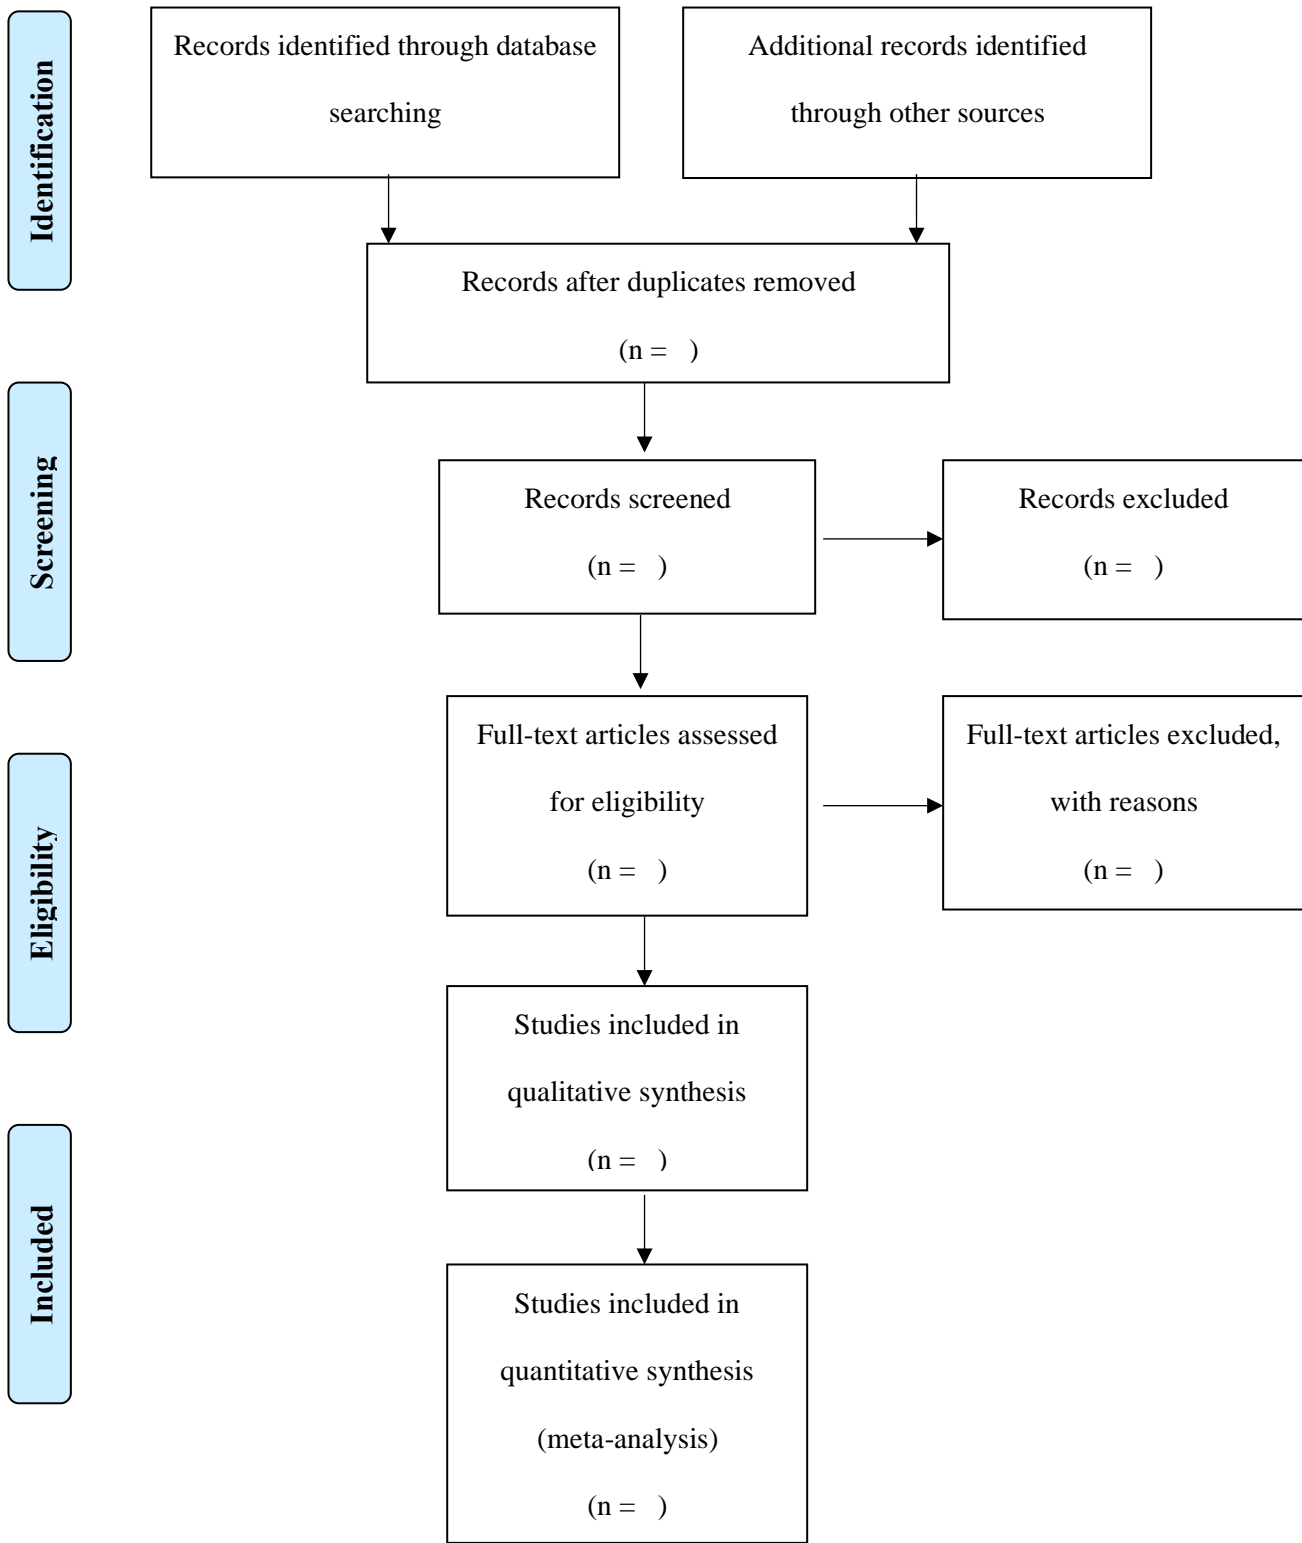 Identification
Records identified through database
searching
Additional records identified
through other sources
Records after duplicates removed
(n =   )
Screening
Records screened
(n =   )
Records excluded
(n =   )
Eligibility
Full-text articles assessed
for eligibility
(n =   )
Full-text articles excluded,
with reasons
(n =   )
Included
Studies included in
qualitative synthesis
(n =   )
Studies included in
quantitative synthesis
(meta-analysis)
(n =   )